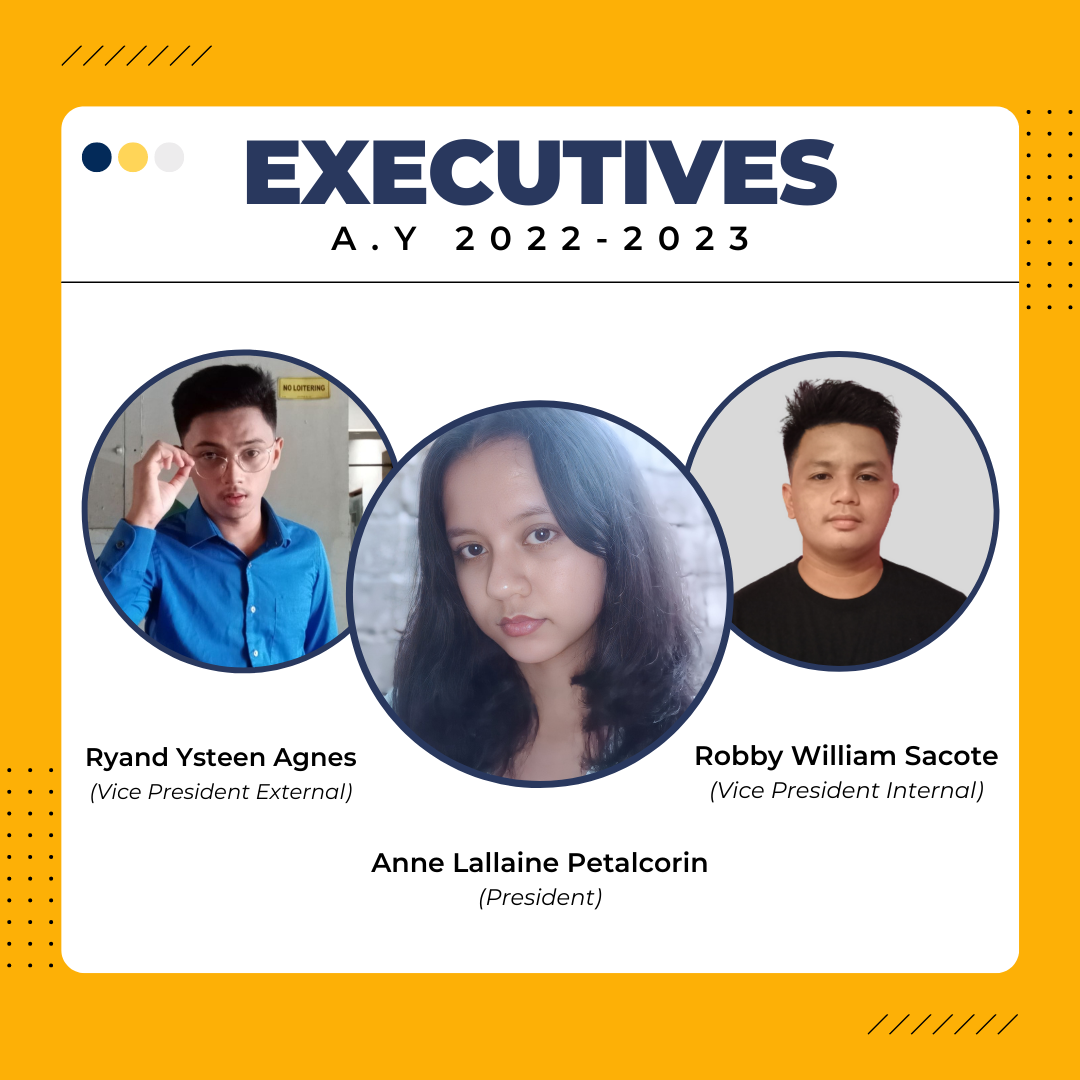 EXECUTIVES
A.Y 2022-2023
NO LOITERING
Ryand Ysteen Agnes
(Vice President External)
Robby William Sacote
(Vice President Internal)
Anne Lallaine Petalcorin
(President)